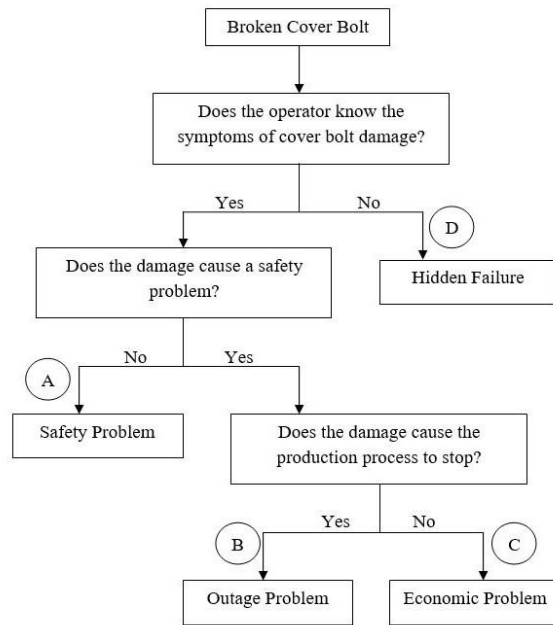 Broken Cover Bolt
Does the operator know the
symptoms of cover bolt damage?
Yes
No
D
Does the damage cause a safety
problem?
Hidden Failure
No
Yes
A
Safety Problem
Does the damage cause the
production process to stop?
Yes
No
B
C
Outage Problem
Economic Problem